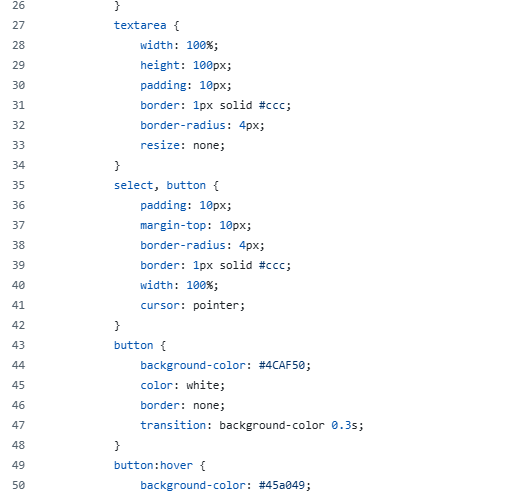 26 }
27 textarea {
28 width: 100%;
29 height: 100px;
30 padding: 10px;
31 border: 1px solid #ccc;
32 border-radius: 4px;
33 resize: none;
34 }
35 select, button {
36 padding: 10px;
37 margin-top: 10px;
38 border-radius: 4px;
39 border: 1px solid #ccc;
40 width: 100%;
41 cursor: pointer;
42 }
43 button {
44 background-color: #4CAF50;
45 color: white;
46 border: none;
47 transition: background-color 0.3s;
48 }
49 button:hover {
50 background-color: #45a049;